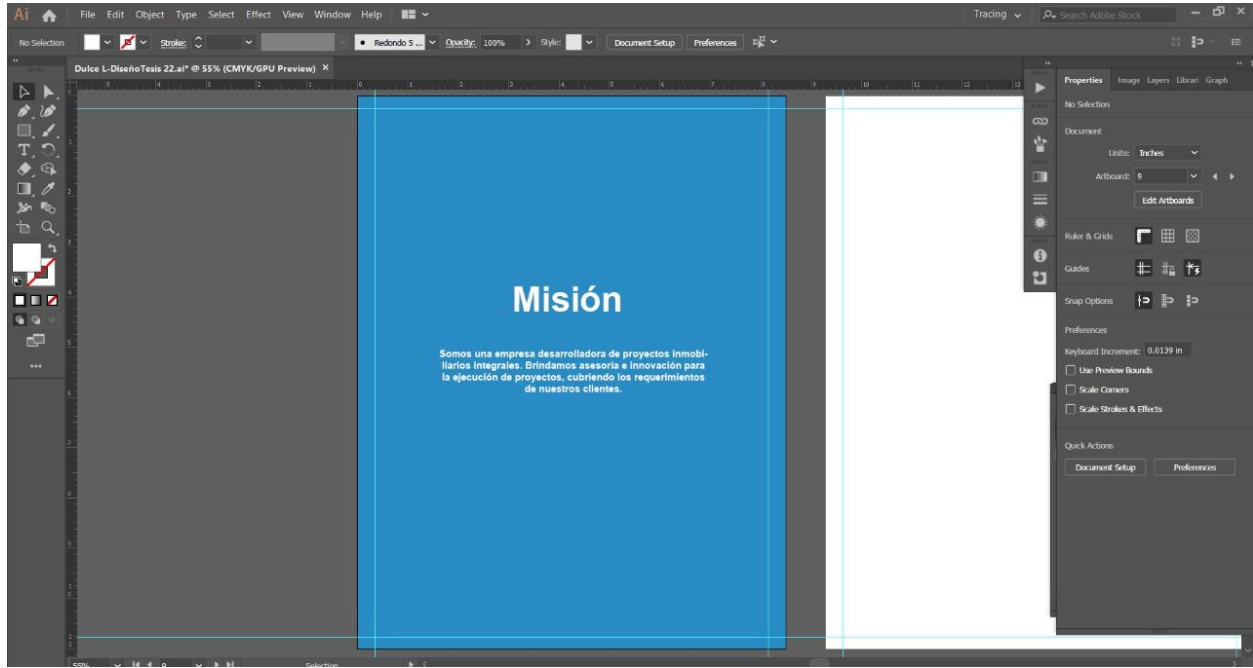 Ai File Edit Object Type Select Effect View Window Help Tracing Search Adobe Stock
No Selection Stroke: Redondo 5 ... Opacity: 100% Style: Document Setup Preferences
Dulce L-DiseñoTesis 22.ai* @ 55% (CMYK/GPU Preview) ×
Misión
Somos una empresa desarrolladora de proyectos inmobi-
liarios integrales. Brindamos asesoría e innovación para
la ejecución de proyectos, cubriendo los requerimientos
de nuestros clientes.
Properties Image Layers Librari Graph
No Selection
Document
Units: Inches
Artboard: 9
Edit Artboards
Ruler & Grids
Guides
Snap Options
Preferences
Keyboard Increment: 0.0139 in
Use Preview Bounds
Scale Corners
Scale Strokes & Effects
Quick Actions
Document Setup Preferences
55% 9 Selection